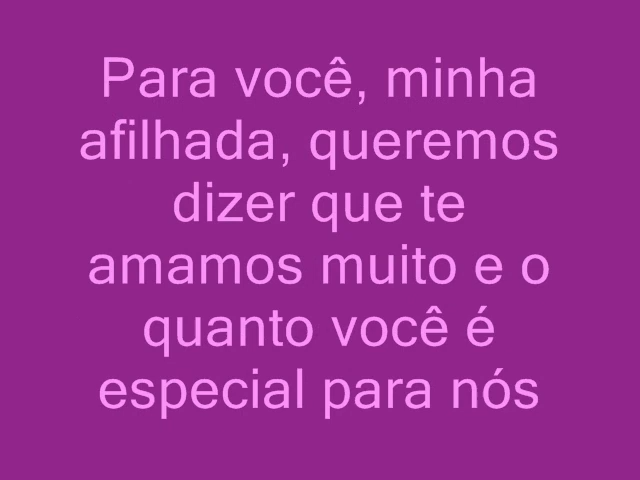 Para você, minha
afilhada, queremos
dizer que te
amamos muito e o
quanto você é
especial para nós